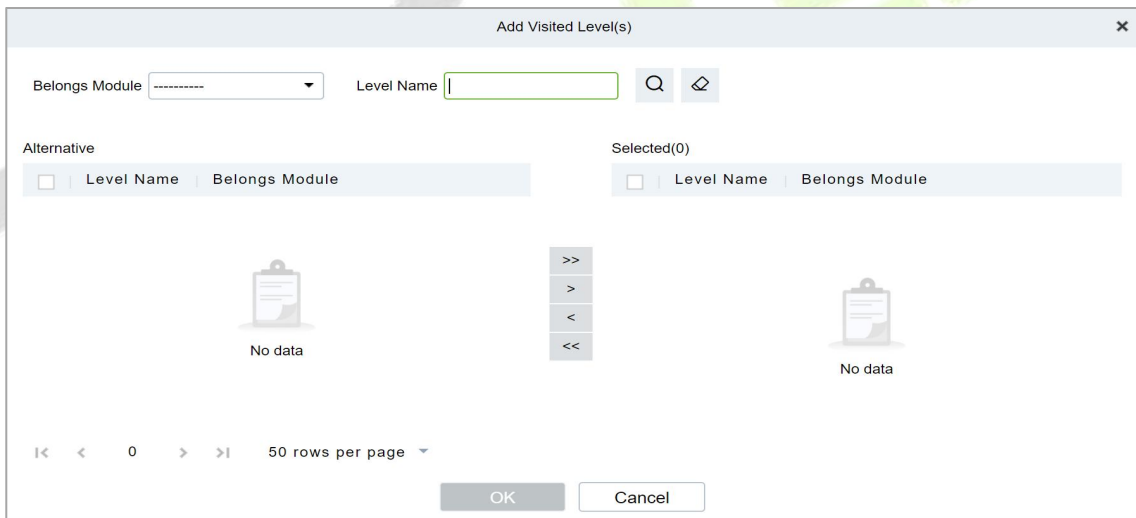 Add Visited Level(s)
Belongs Module ---------- Level Name
Alternative
Selected(0)
Level Name Belongs Module
Level Name Belongs Module
>>
>
<
<<
No data
No data
0
50 rows per page
OK Cancel